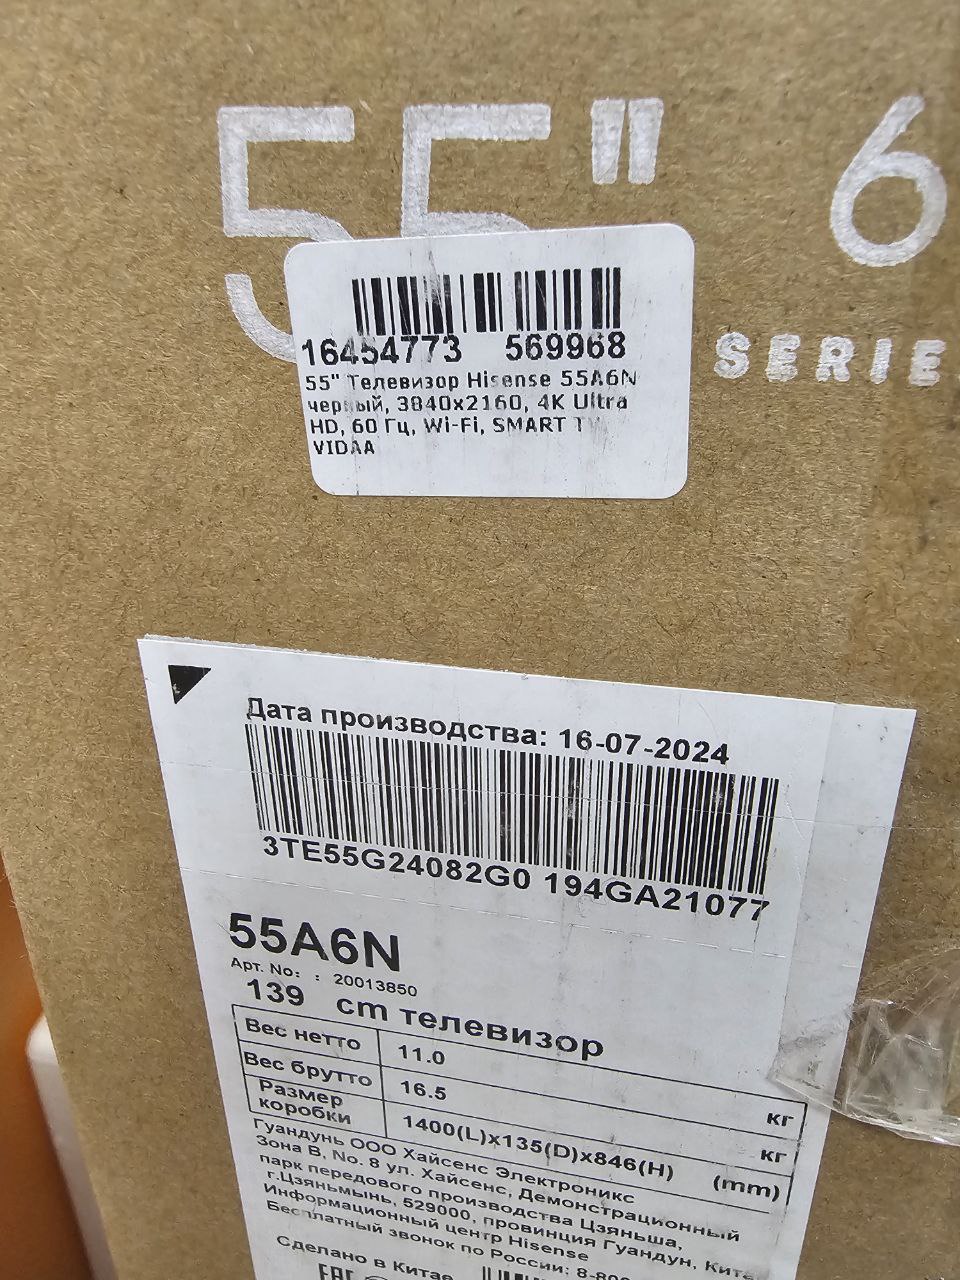 55" 6
SERIE
16454773 569968
55" Телевизор Hisense 55A6N
черный, 3840x2160, 4K Ultra
HD, 60 Гц, Wi-Fi, SMART TV
VIDAA
Дата производства: 16-07-2024
3TE55G24082G0 194GA21077
55A6N
Арт. No: : 20013850
139 cm телевизор
Вес нетто 11.0 кг
Вес брутто 16.5 кг
Размер
коробки 1400(L)x135(D)x846(H) (mm)
Гуандунь ООО Хайсенс Электроникс
Зона В, No. 8 ул. Хайсенс, Демонстрационный
парк передового производства Цзяньша,
г.Цзяньмынь, 529000, провинция Гуандун, Кита
Информационный центр Hisense
Бесплатный звонок по России: 8-800
Сделано в Китае
EAC